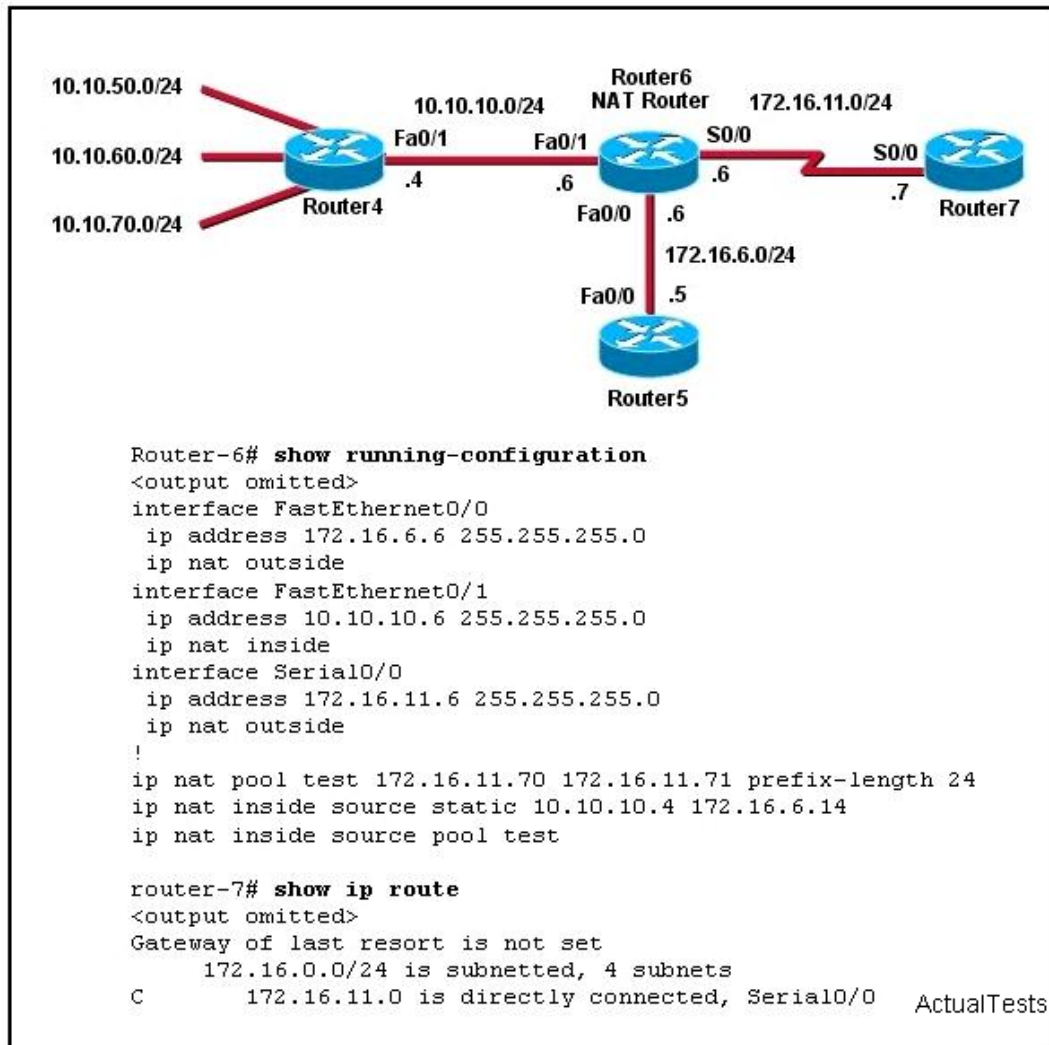 10.10.50.0/24
10.10.60.0/24
10.10.70.0/24
10.10.10.0/24
Fa0/1
.4
Router4
Router6
NAT Router
Fa0/1
.6
S0/0
.6
172.16.11.0/24
S0/0
.7
Router7
Fa0/0
.6
172.16.6.0/24
Fa0/0
.5
Router5
Router-6# show running-configuration
<output omitted>
interface FastEthernet0/0
ip address 172.16.6.6 255.255.255.0
ip nat outside
interface FastEthernet0/1
ip address 10.10.10.6 255.255.255.0
ip nat inside
interface Serial0/0
ip address 172.16.11.6 255.255.255.0
ip nat outside
!
ip nat pool test 172.16.11.70 172.16.11.71 prefix-length 24
ip nat inside source static 10.10.10.4 172.16.6.14
ip nat inside source pool test
router-7# show ip route
<output omitted>
Gateway of last resort is not set
172.16.0.0/24 is subnetted, 4 subnets
C 172.16.11.0 is directly connected, Serial0/0
ActualTests